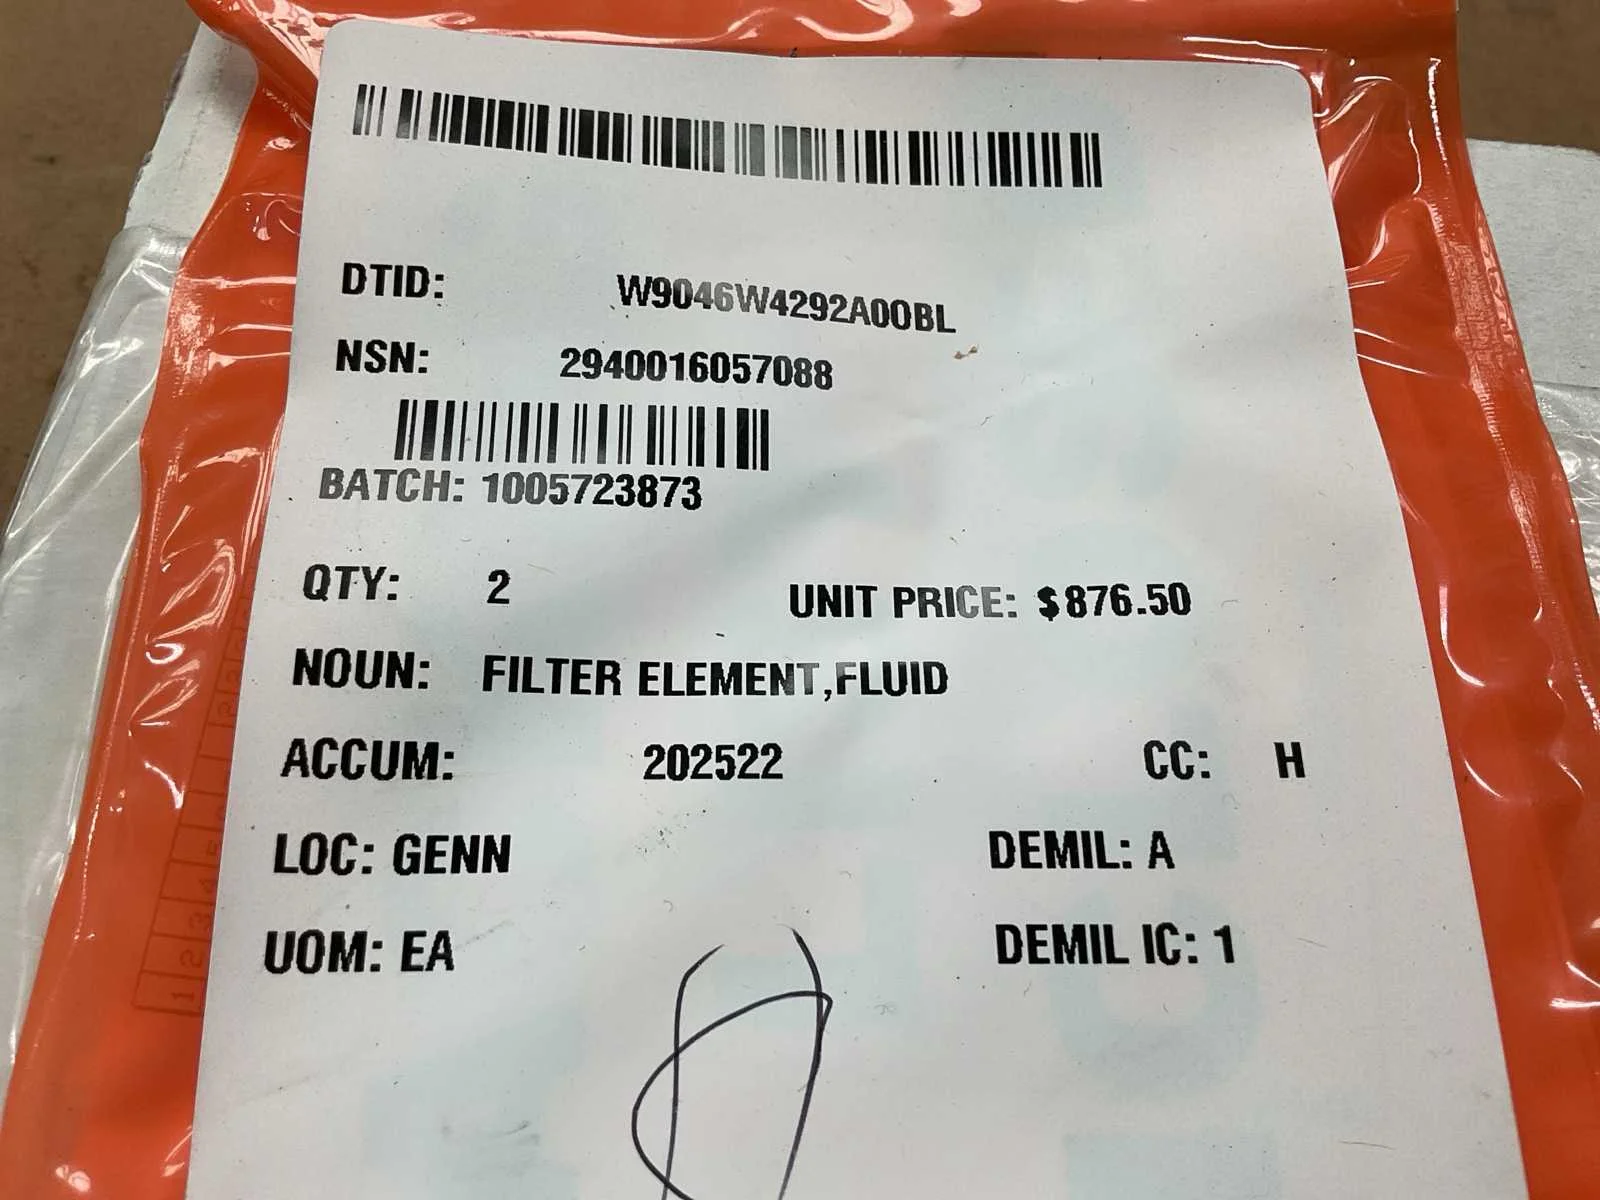 DTID: W9046W4292A00BL
NSN: 2940016057088
BATCH: 1005723873
QTY: 2 UNIT PRICE: $876.50
NOUN: FILTER ELEMENT,FLUID
ACCUM: 202522 CC: H
LOC: GENN DEMIL: A
UOM: EA DEMIL IC: 1